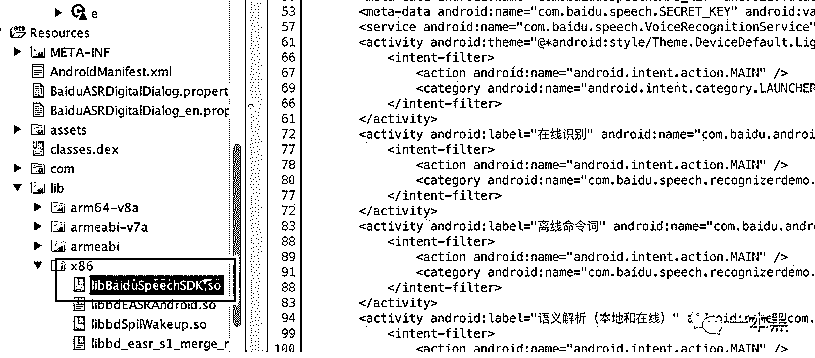 e
Resources
META-INF
AndroidManifest.xml
BaiduASRDigitalDialog.propert
BaiduASRDigitalDialog_en.prop
assets
classes.dex
com
lib
arm64-v8a
armeabi-v7a
armeabi
x86
libBaiduSpeechSDK.so
libbdEASRAndroid.so
libbdSpilWakeup.so
libbd_easr_s1_merge_r
53 <meta-data android:name="com.baidu.speech.SECRET_KEY" android:va
57 <service android:name="com.baidu.speech.VoiceRecognitionService"
61 <activity android:theme="@*android:style/Theme.DeviceDefault.Lig
66 <intent-filter>
67 <action android:name="android.intent.action.MAIN" />
69 <category android:name="android.intent.category.LAUNCHER
66 </intent-filter>
61 </activity>
72 <activity android:label="在线识别" android:name="com.baidu.androi
77 <intent-filter>
78 <action android:name="android.intent.action.MAIN" />
80 <category android:name="com.baidu.speech.recognizerdemo.
77 </intent-filter>
72 </activity>
83 <activity android:label="离线命令词" android:name="com.baidu.andr
88 <intent-filter>
89 <action android:name="android.intent.action.MAIN" />
91 <category android:name="com.baidu.speech.recognizerdemo.
88 </intent-filter>
83 </activity>
94 <activity android:label="语义解析（本地和在线）" com.
99 <intent-filter>
100 <action android:name="android.intent.action.MAIN" />